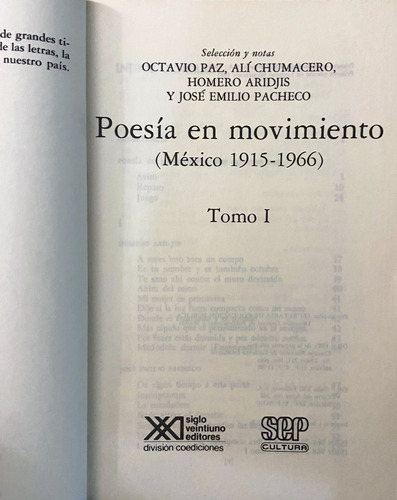 de grandes ti-
de las letras, la
nuestro país.
Selección y notas
OCTAVIO PAZ, ALÍ CHUMACERO,
HOMERO ARIDJIS
Y JOSÉ EMILIO PACHECO
Poesía en movimiento
(México 1915-1966)
Tomo I
siglo
veintiuno
editores
división coediciones
sep
CULTURA